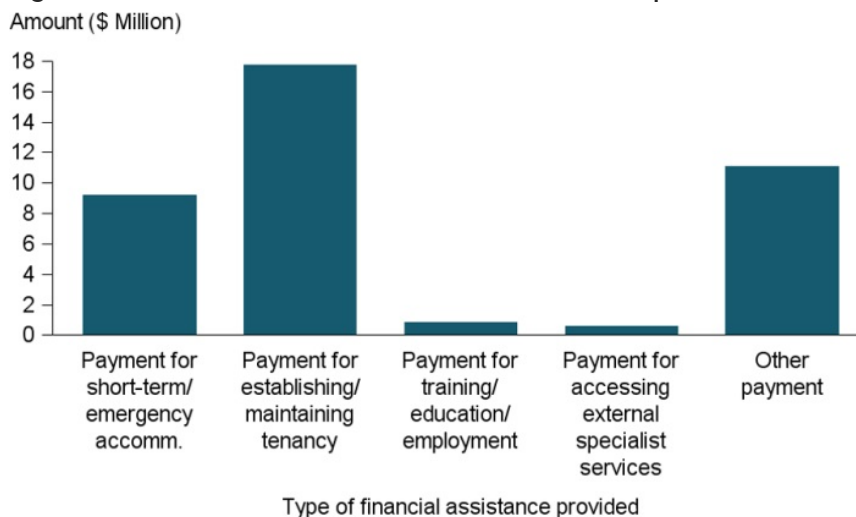 Amount ($ Million)
18
16
14
12
10
8
6
4
2
0
Payment for
short-term/
emergency
accomm.
Payment for
establishing/
maintaining
tenancy
Payment for
training/
education/
employment
Payment for
accessing
external
specialist
services
Other
payment
Type of financial assistance provided